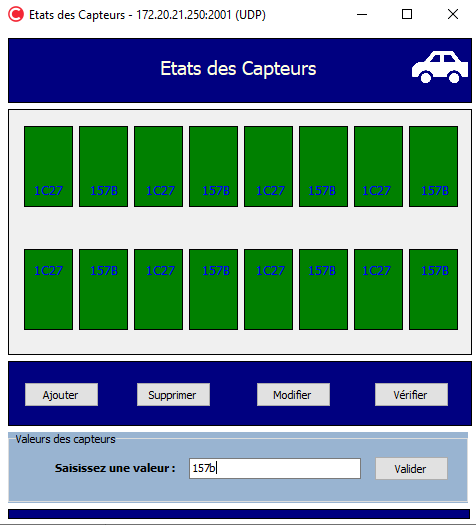 Etats des Capteurs - 172.20.21.250:2001 (UDP)
Etats des Capteurs
1C27 157B 1C27 157B 1C27 157B 1C27 157B
1C27 157B 1C27 157B 1C27 157B 1C27 157B
Ajouter Supprimer Modifier Vérifier
Valeurs des capteurs
Saisissez une valeur : 157b Valider